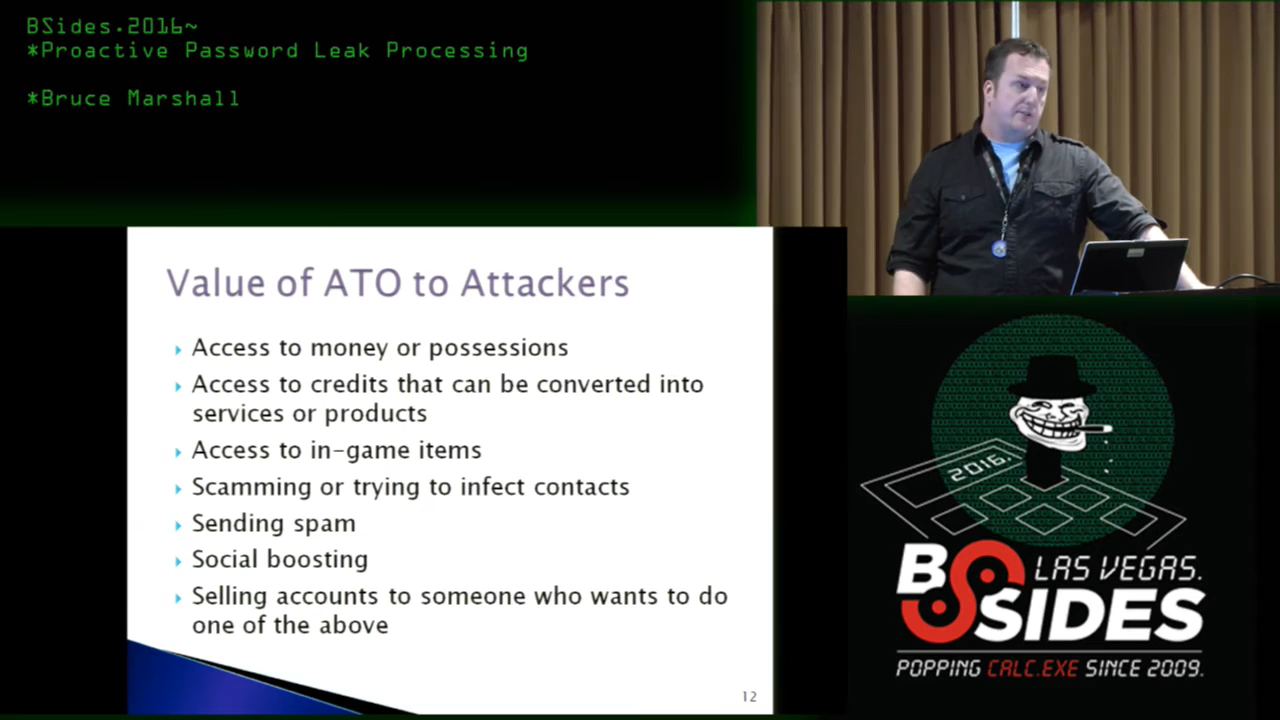 BSides.2016~
*Proactive Password Leak Processing
*Bruce Marshall
Value of ATO to Attackers
Access to money or possessions
Access to credits that can be converted into
services or products
Access to in-game items
Scamming or trying to infect contacts
Sending spam
Social boosting
Selling accounts to someone who wants to do
one of the above
12
2016.
BSIDES
LAS VEGAS.
POPPING CALC.EXE SINCE 2009.